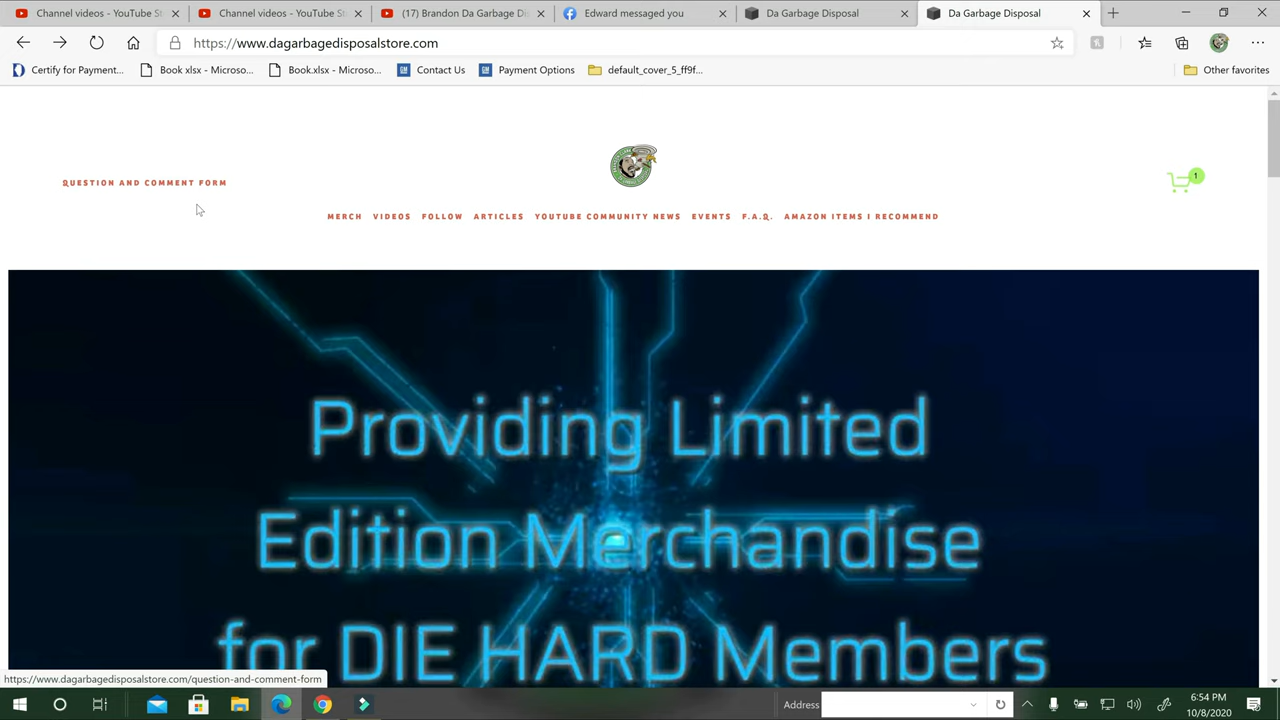 Channel videos - YouTube St
Channel videos - YouTube St
(17) Brandon Da Garbage Di
Edward messaged you
Da Garbage Disposal
Da Garbage Disposal
https://www.dagarbagedisposalstore.com
Certify for Payment...
Book xlsx - Microso...
Book.xlsx - Microso...
GM Contact Us
GM Payment Options
default_cover_5_ff9f...
Other favorites
QUESTION AND COMMENT FORM
1
MERCH VIDEOS FOLLOW ARTICLES YOUTUBE COMMUNITY NEWS EVENTS F.A.Q. AMAZON ITEMS I RECOMMEND
Providing Limited
Edition Merchandise
for DIE HARD Members
https://www.dagarbagedisposalstore.com/question-and-comment-form
Address
6:54 PM
10/8/2020